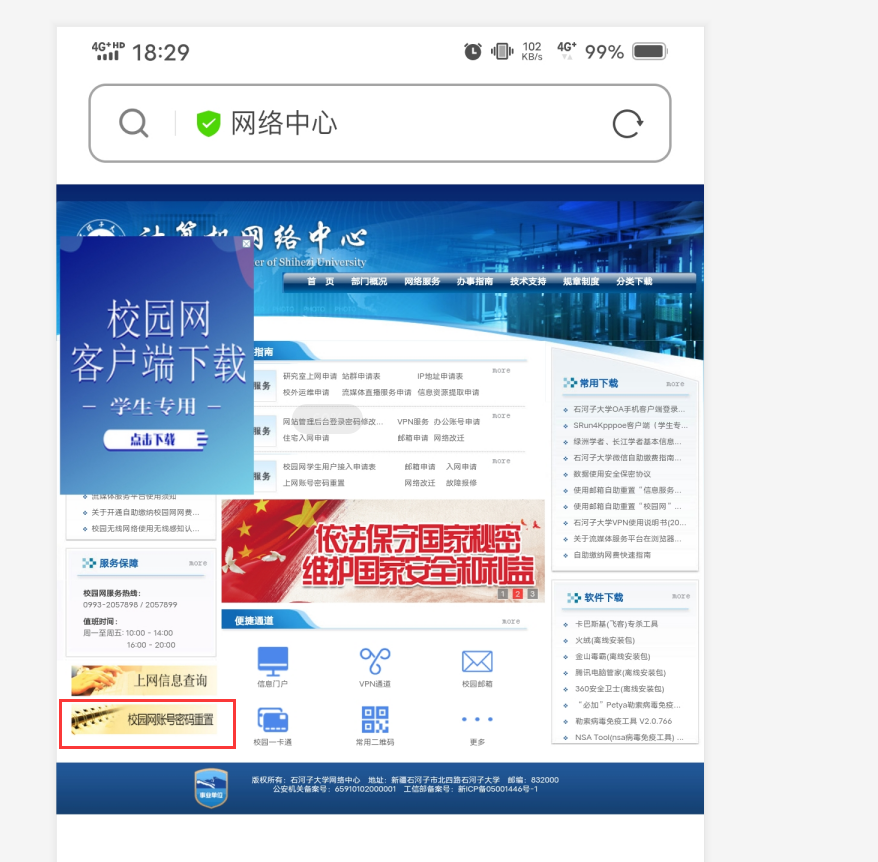 4G+HD 18:29 102 KB/s 4G+ 99%
网络中心
计算机网络中心
er of Shihezi University
首 页 部门概况 网络服务 办事指南 技术支持 规章制度 分类下载
校园网
客户端下载
— 学生专用 —
点击下载
流媒体服务平台使用须知
关于开通自助缴纳校园网网费...
校园无线网络使用无线感知认...
服务保障 more
校园网服务热线：
0993-2057898 / 2057899
值班时间：
周一至周五: 10:00 - 14:00
16:00 - 20:00
上网信息查询
校园网账号密码重置
指南
more
服务
研究室上网申请 站群申请表 IP地址申请表
校外运维申请 流媒体直播服务申请 信息资源提取申请
more
服务
网站管理后台登录密码修改... VPN服务 办公账号申请
住宅入网申请 邮箱申请 网络改迁
more
服务
校园网学生用户接入申请表 邮箱申请 入网申请
上网账号密码重置 网络改迁 故障报修
依法保守国家秘密
维护国家安全和利益
1 2 3
便捷通道 more
信息门户 VPN通道 校园邮箱
校园一卡通 常用二维码 更多
常用下载 more
石河子大学OA手机客户端登录...
SRun4Kpppoe客户端（学生专...
绿洲学者、长江学者基本信息...
石河子大学微信自助缴费指南...
数据使用安全保密协议
使用邮箱自助重置“信息服务...
使用邮箱自助重置“校园网”...
石河子大学VPN使用说明书(20...
关于流媒体服务平台在浏览器...
自助缴纳网费快速指南
软件下载 more
卡巴斯基(飞客)专杀工具
火绒(离线安装包)
金山毒霸(离线安装包)
腾讯电脑管家(离线安装包)
360安全卫士(离线安装包)
“必加”Petya勒索病毒免疫...
勒索病毒免疫工具 V2.0.766
NSA Tool(nsa病毒免疫工具) ...
事业单位
版权所有：石河子大学网络中心 地址：新疆石河子市北四路石河子大学 邮编：832000
公安机关备案号：65910102000001 工信部备案号：新ICP备05001446号-1